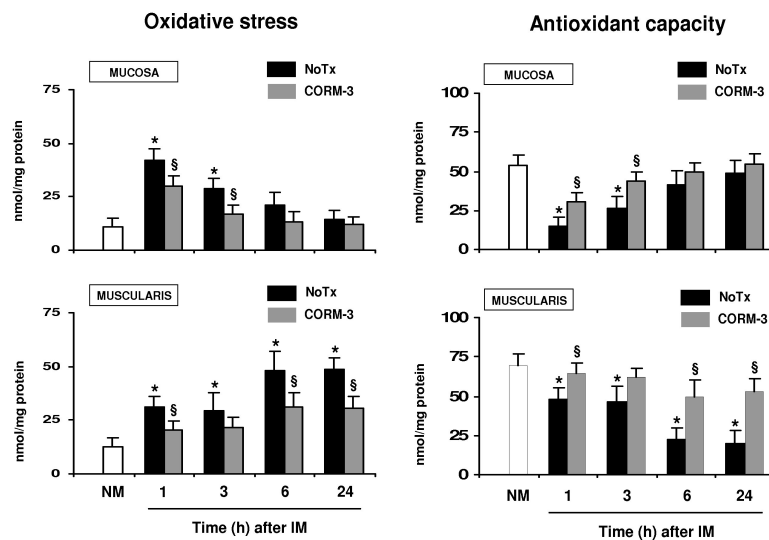 Oxidative stress
MUCOSA
NoTx
CORM-3
75
50
25
0
nmol/mg protein
*
§
*
§
MUSCULARIS
NoTx
CORM-3
75
50
25
0
nmol/mg protein
*
§
*
*
§
*
§
NM
1
3
6
24
Time (h) after IM
Antioxidant capacity
MUCOSA
NoTx
CORM-3
100
75
50
25
0
nmol/mg protein
*
§
*
§
MUSCULARIS
NoTx
CORM-3
100
75
50
25
0
nmol/mg protein
*
§
*
*
§
*
§
NM
1
3
6
24
Time (h) after IM